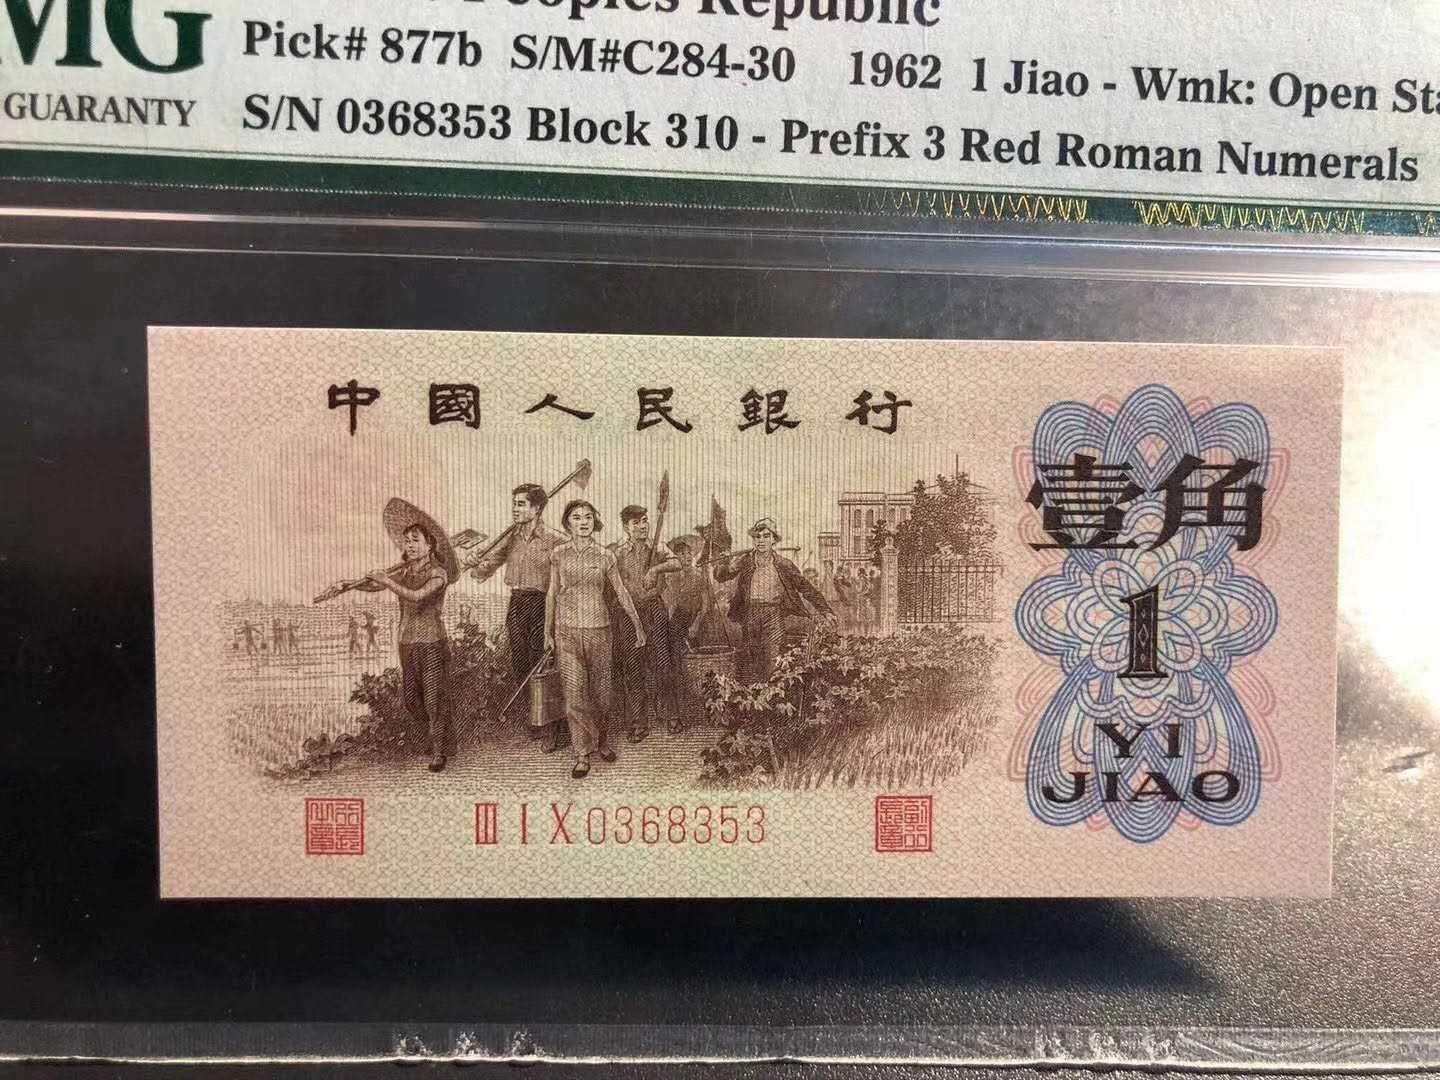 Peoples Republic
MG
Pick# 877b S/M#C284-30 1962 1 Jiao - Wmk: Open Sta
GUARANTY
S/N 0368353 Block 310 - Prefix 3 Red Roman Numerals
中國人民銀行
壹角
1
YI
JIAO
III I X 0368353